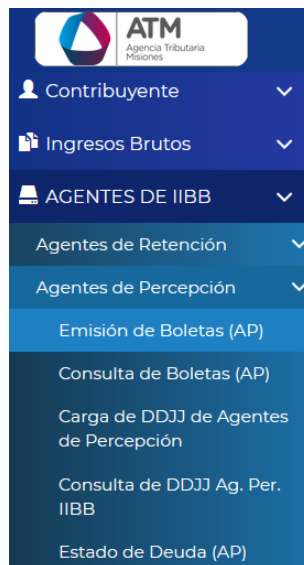 ATM
Agencia Tributaria
Misiones
Contribuyente
Ingresos Brutos
AGENTES DE IIBB
Agentes de Retención
Agentes de Percepción
Emisión de Boletas (AP)
Consulta de Boletas (AP)
Carga de DDJJ de Agentes
de Percepción
Consulta de DDJJ Ag. Per.
IIBB
Estado de Deuda (AP)